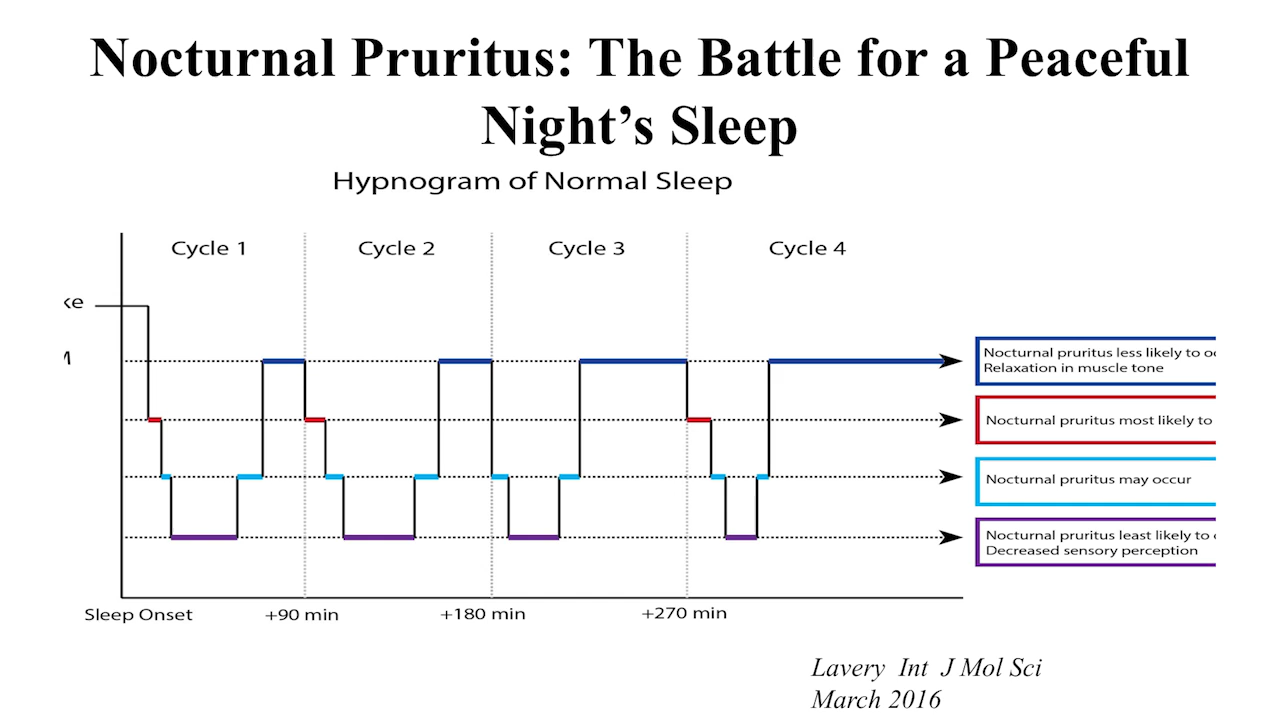 Nocturnal Pruritus: The Battle for a Peaceful
Night’s Sleep
Hypnogram of Normal Sleep
Cycle 1 Cycle 2 Cycle 3 Cycle 4
Nocturnal pruritus less likely to
Relaxation in muscle tone
Nocturnal pruritus most likely to
Nocturnal pruritus may occur
Nocturnal pruritus least likely to
Decreased sensory perception
Sleep Onset +90 min +180 min +270 min
Lavery Int J Mol Sci
March 2016